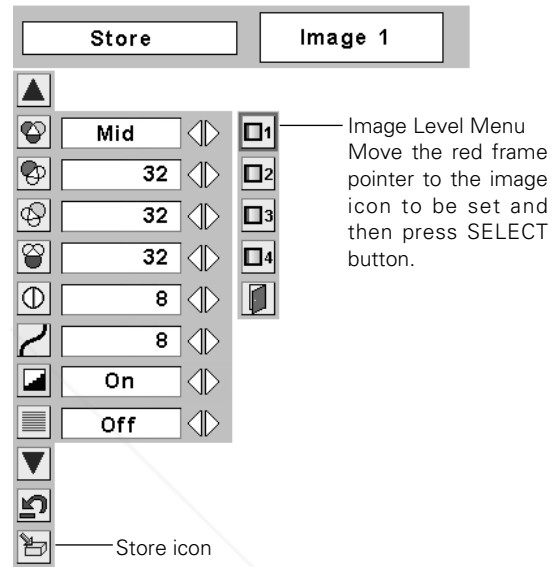 Store
Image 1
Mid
32
32
32
8
8
On
Off
1
2
3
4
Image Level Menu
Move the red frame
pointer to the image
icon to be set and
then press SELECT
button.
Store icon